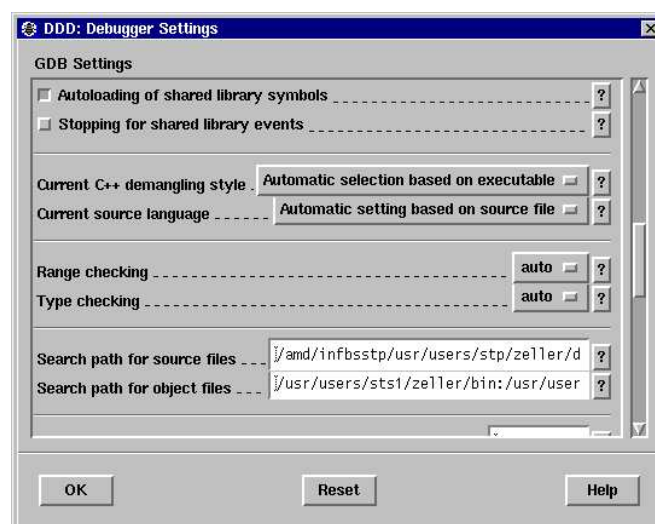 DDD: Debugger Settings
GDB Settings
Autoloading of shared library symbols ?
Stopping for shared library events ?
Current C++ demangling style Automatic selection based on executable ?
Current source language Automatic setting based on source file ?
Range checking auto ?
Type checking auto ?
Search path for source files /amd/infbsstp/usr/users/stp/zeller/d ?
Search path for object files /usr/users/sts1/zeller/bin:/usr/user ?
OK Reset Help